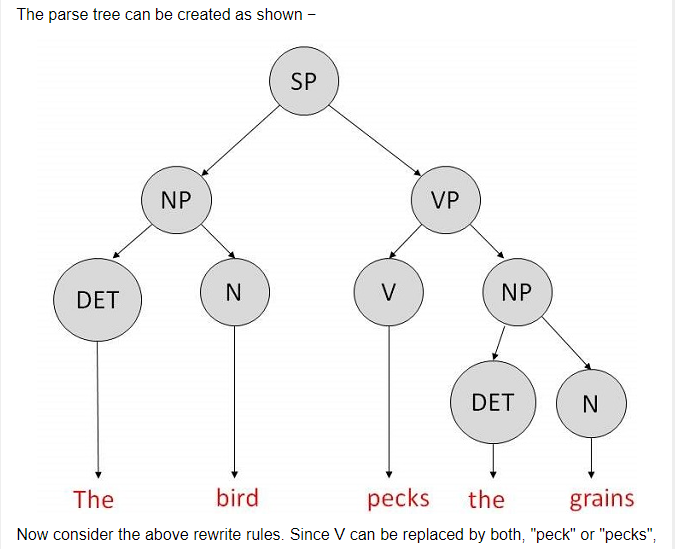 The parse tree can be created as shown −
SP
NP VP
DET N V NP
DET N
The bird pecks the grains
Now consider the above rewrite rules. Since V can be replaced by both, "peck" or "pecks",